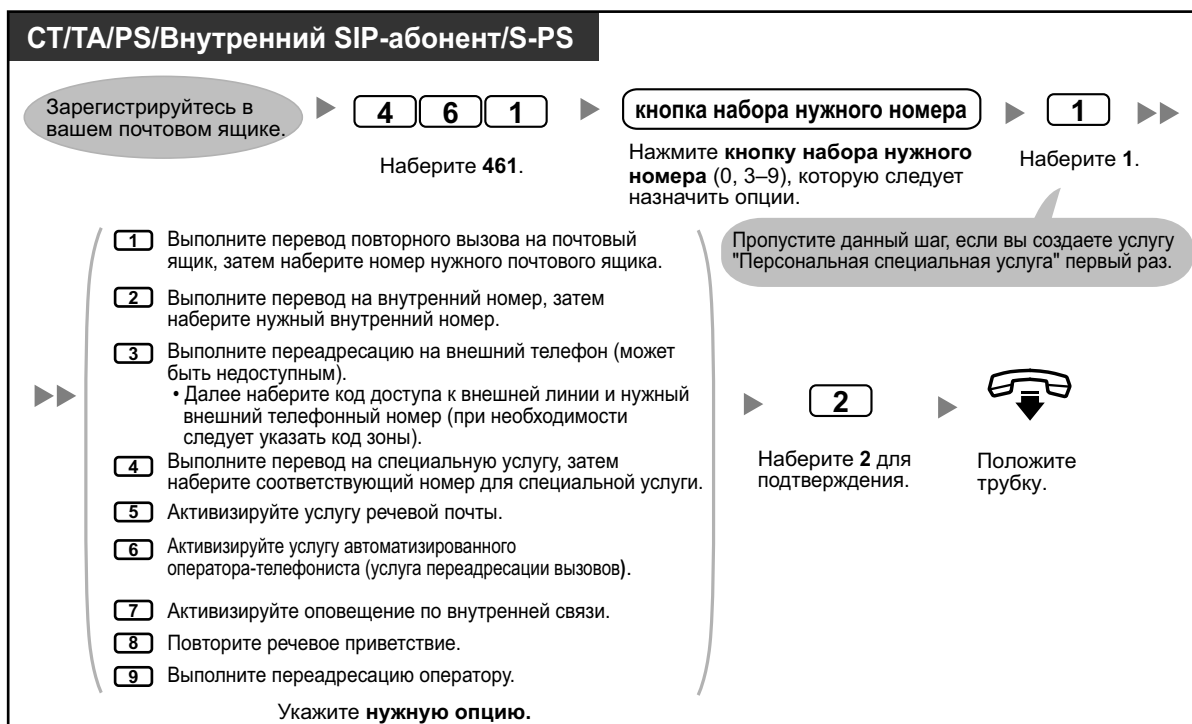 СТ/ТА/PS/Внутренний SIP-абонент/S-PS
Зарегистрируйтесь в
вашем почтовом ящике.
4 6 1
Наберите 461.
кнопка набора нужного номера
Нажмите кнопку набора нужного
номера (0, 3–9), которую следует
назначить опции.
1
Наберите 1.
Пропустите данный шаг, если вы создаете услугу
"Персональная специальная услуга" первый раз.
1 Выполните перевод повторного вызова на почтовый
ящик, затем наберите номер нужного почтового ящика.
2 Выполните перевод на внутренний номер, затем
наберите нужный внутренний номер.
3 Выполните переадресацию на внешний телефон (может
быть недоступным).
• Далее наберите код доступа к внешней линии и нужный
внешний телефонный номер (при необходимости
следует указать код зоны).
4 Выполните перевод на специальную услугу, затем
наберите соответствующий номер для специальной услуги.
5 Активизируйте услугу речевой почты.
6 Активизируйте услугу автоматизированного
оператора-телефониста (услуга переадресации вызовов).
7 Активизируйте оповещение по внутренней связи.
8 Повторите речевое приветствие.
9 Выполните переадресацию оператору.
Укажите нужную опцию.
2
Наберите 2 для
подтверждения.
Положите
трубку.